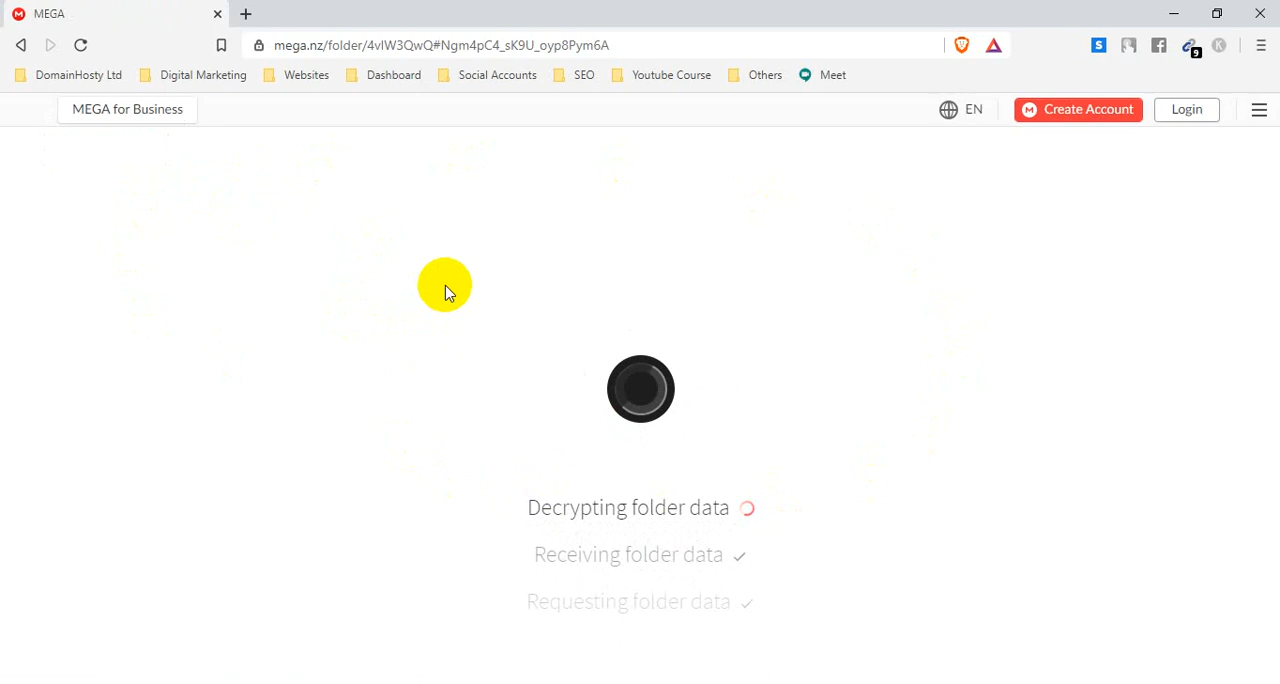 MEGA
mega.nz/folder/4vlW3QwQ#Ngm4pC4_sK9U_oyp8Pym6A
S
K
9
DomainHosty Ltd Digital Marketing Websites Dashboard Social Accounts SEO Youtube Course Others Meet
MEGA for Business EN M Create Account Login
Decrypting folder data
Receiving folder data
Requesting folder data